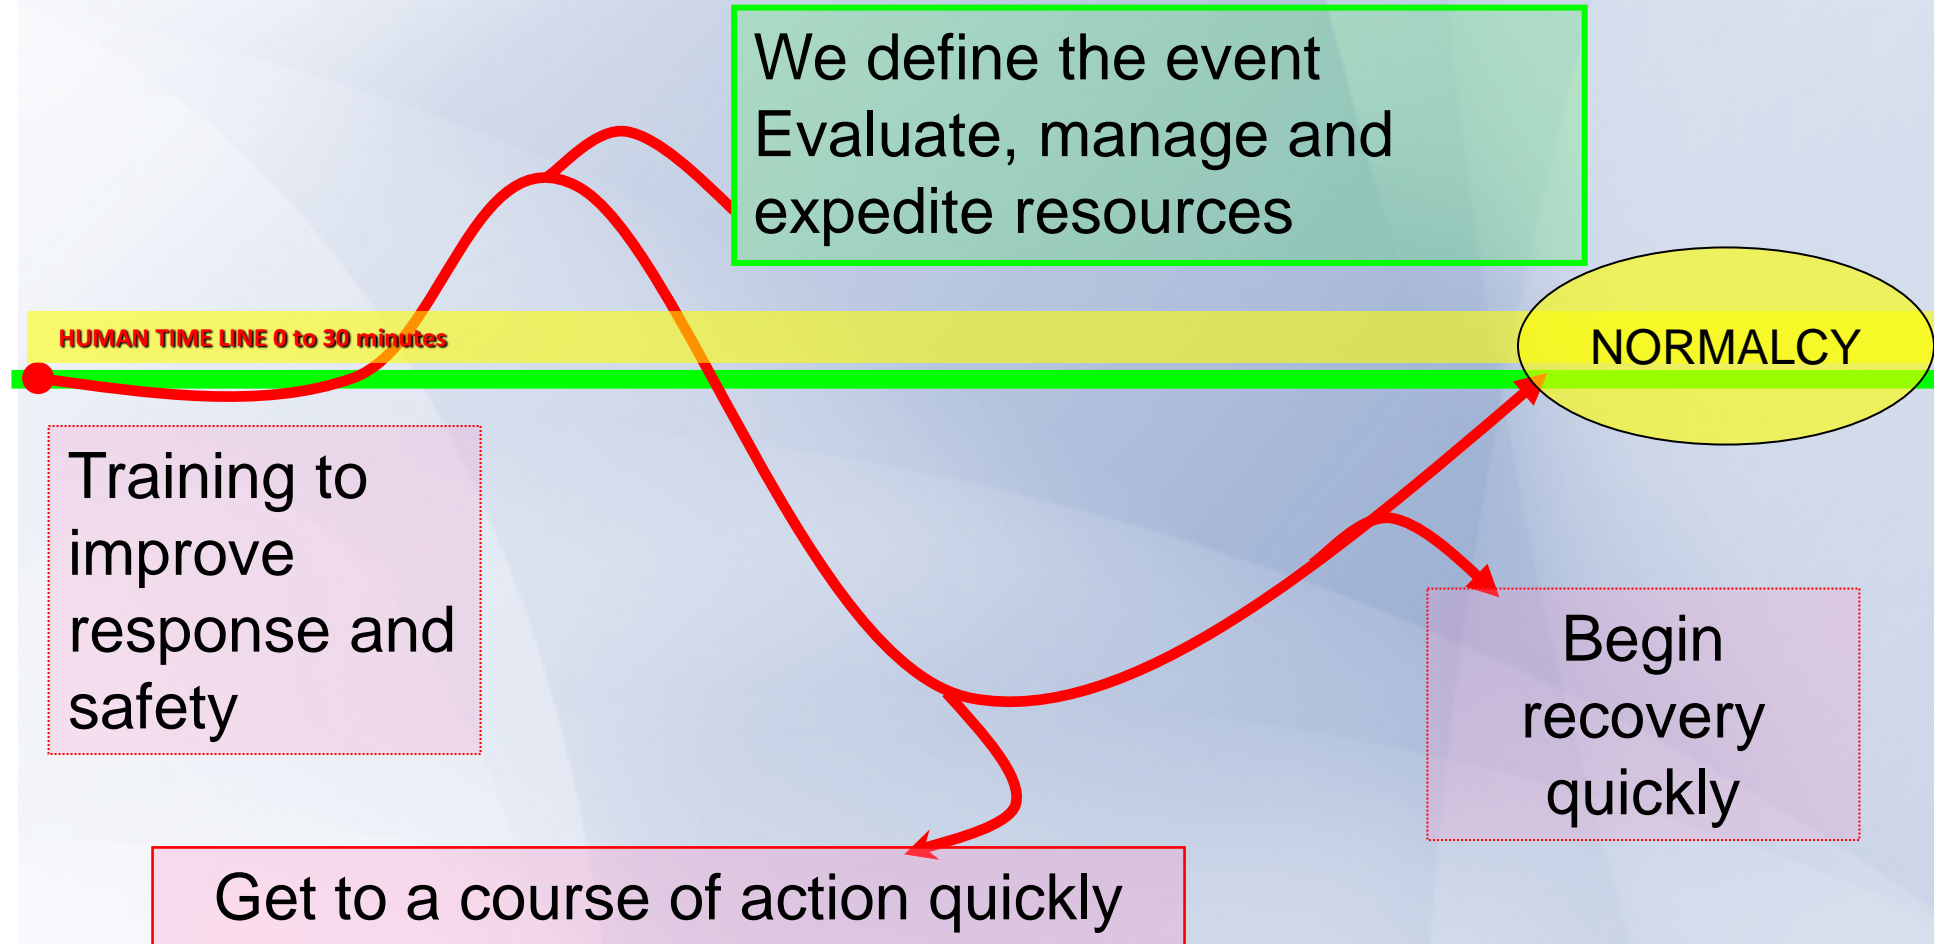 We define the event
Evaluate, manage and
expedite resources
HUMAN TIME LINE 0 to 30 minutes
NORMALCY
Training to
improve
response and
safety
Begin
recovery
quickly
Get to a course of action quickly